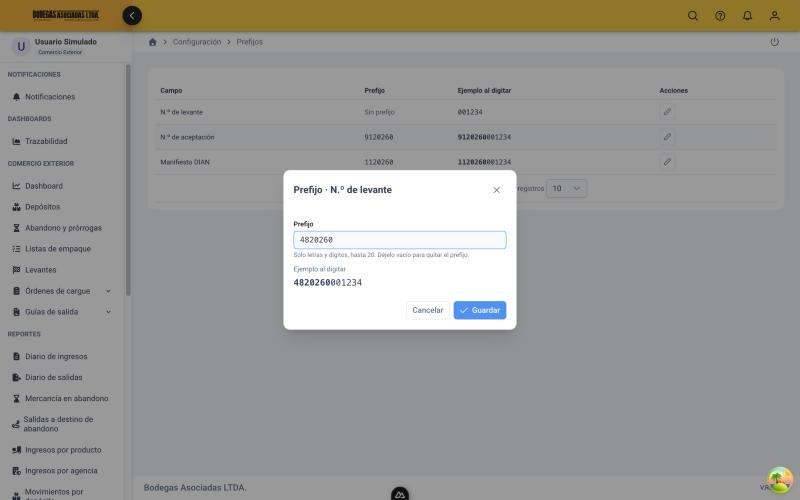 BODEGAS ASOCIADAS LTDA.
U
Usuario Simulado
Comercio Exterior
Configuración
Prefijos
NOTIFICACIONES
Notificaciones
DASHBOARDS
Trazabilidad
COMERCIO EXTERIOR
Dashboard
Depósitos
Abandono y prórrogas
Listas de empaque
Levantes
Órdenes de cargue
Guías de salida
REPORTES
Diario de ingresos
Diario de salidas
Mercancía en abandono
Salidas a destino de
abandono
Ingresos por producto
Ingresos por agencia
Movimientos por
Campo Prefijo Ejemplo al digitar Acciones
N.º de levante Sin prefijo 001234
N.º de aceptación 9120260 9120260001234
Manifiesto DIAN 1120260 1120260001234
registros 10
Prefijo · N.º de levante
Prefijo
4820260
Solo letras y dígitos, hasta 20. Déjelo vacío para quitar el prefijo.
Ejemplo al digitar
4820260001234
Cancelar
Guardar
Bodegas Asociadas LTDA.